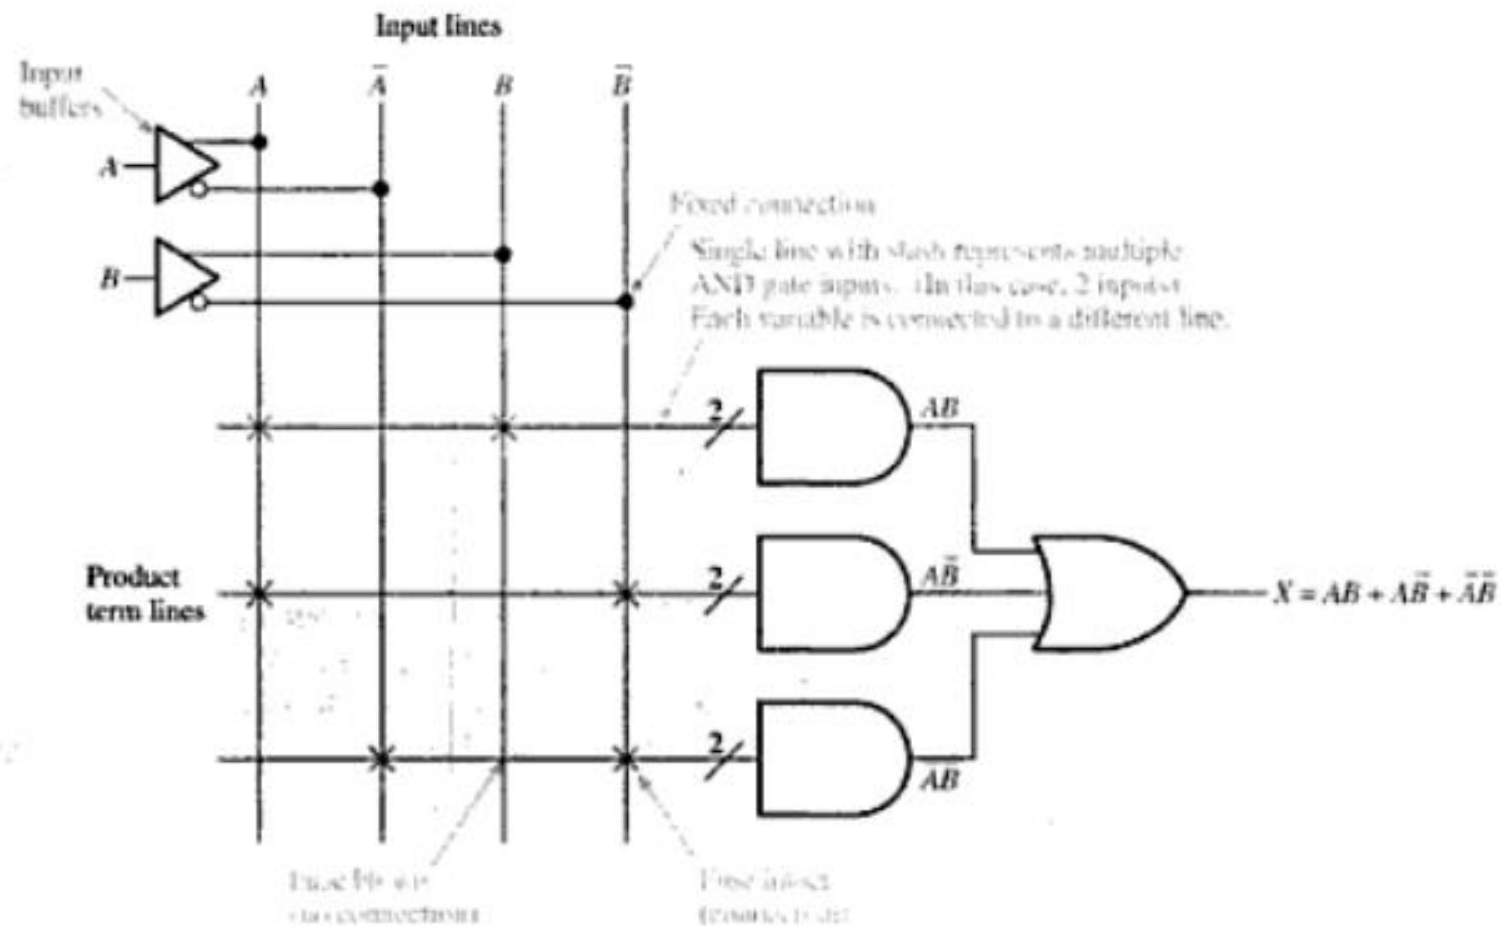 Input lines
Input
buffers
A
A̅
B
B̅
A
B
Fixed connection
Single line with slash represents multiple
AND gate inputs. (In this case, 2 inputs)
Each variable is connected to a different line.
2
AB
Product
term lines
2
AB̅
X = AB + AB̅ + A̅B̅
2
A̅B̅
Fuse blown
(no connection)
Fuse intact
(connection)